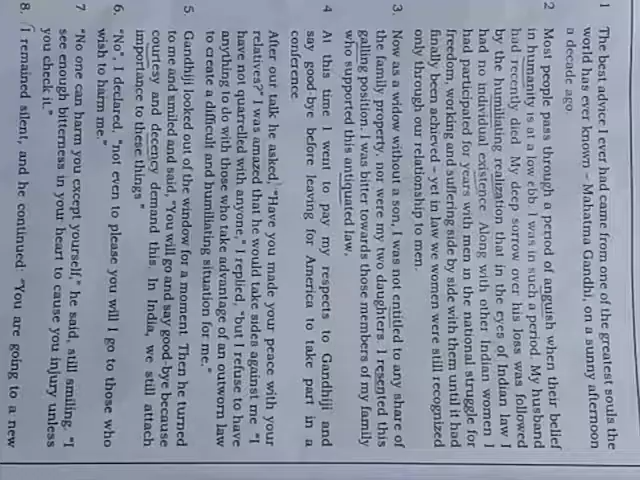 1 The best advice I ever had came from one of the greatest souls the
world has ever known – Mahatma Gandhi, on a sunny afternoon
a decade ago.
2 Most people pass through a period of anguish when their belief
in humanity is at a low ebb. I was in such a period. My husband
had recently died. My deep sorrow over his loss was followed
by the humiliating realization that in the eyes of Indian law I
had no individual existence. Along with other Indian women I
had participated for years with men in the national struggle for
freedom, working and suffering side by side with them until it had
finally been achieved – yet in law we women were still recognized
only through our relationship to men.
3. Now as a widow without a son, I was not entitled to any share of
the family property, nor were my two daughters. I resented this
galling position. I was bitter towards those members of my family
who supported this antiquated law.
4 At this time I went to pay my respects to Gandhiji and
say good-bye before leaving for America to take part in a
conference
After our talk he asked, "Have you made your peace with your
relatives?" I was amazed that he would take sides against me. "I
have not quarrelled with anyone," I replied, "but I refuse to have
anything to do with those who take advantage of an outworn law
to create a difficult and humiliating situation for me."
5. Gandhiji looked out of the window for a moment. Then he turned
to me and smiled and said, "You will go and say good-bye because
courtesy and decency demand this. In India, we still attach
importance to these things"
6. "No", I declared, "not even to please you will I go to those who
wish to harm me."
7 "No one can harm you except yourself," he said, still smiling. "I
see enough bitterness in your heart to cause you injury unless
you check it."
8. I remained silent, and he continued: "You are going to a new